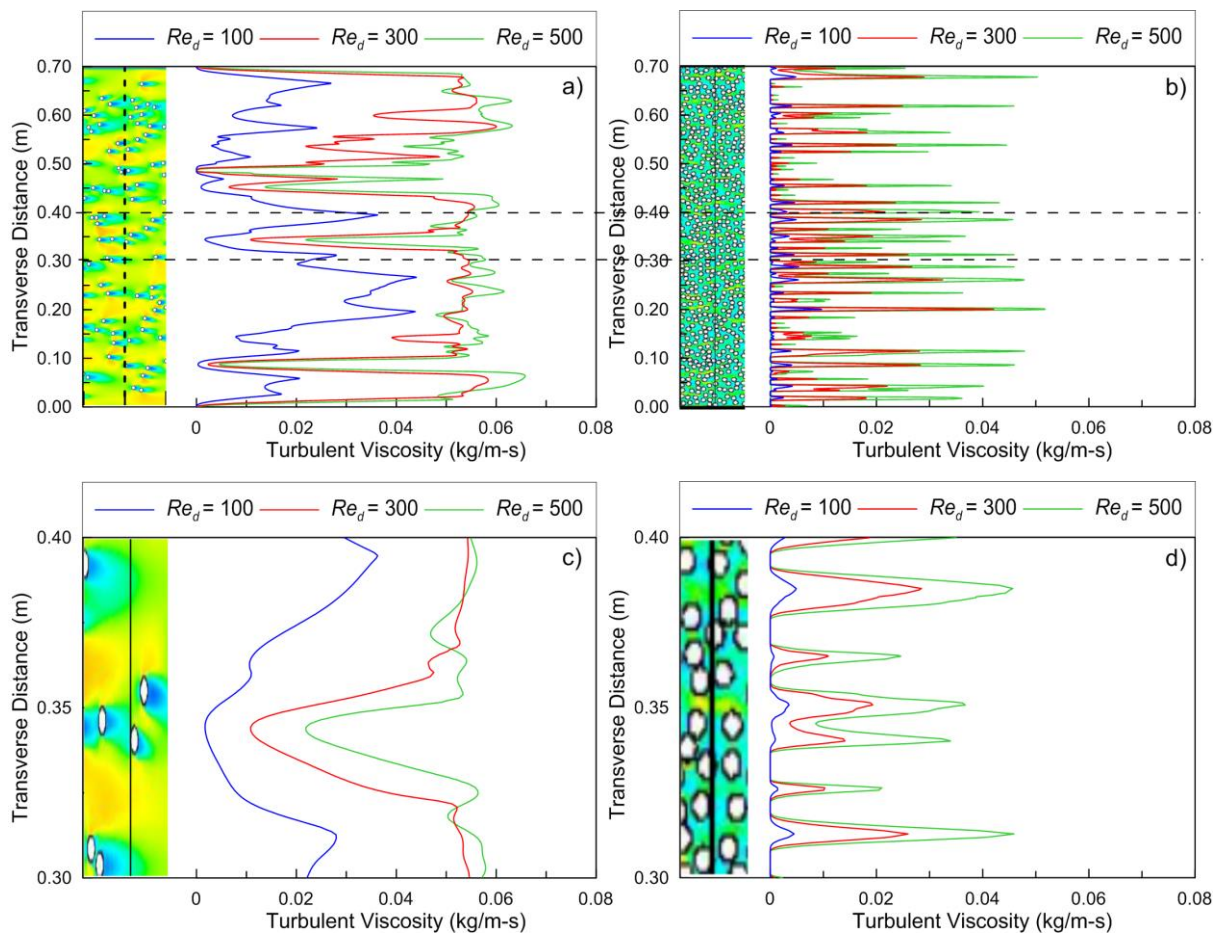 Re_d = 100 Re_d = 300 Re_d = 500
a)
0.70
0.60
0.50
0.40
0.30
0.20
0.10
0.00
Transverse Distance (m)
0 0.02 0.04 0.06 0.08
Turbulent Viscosity (kg/m-s)
Re_d = 100 Re_d = 300 Re_d = 500
b)
0.70
0.60
0.50
0.40
0.30
0.20
0.10
0.00
Transverse Distance (m)
0 0.02 0.04 0.06 0.08
Turbulent Viscosity (kg/m-s)
Re_d = 100 Re_d = 300 Re_d = 500
c)
0.40
0.35
0.30
Transverse Distance (m)
0 0.02 0.04 0.06 0.08
Turbulent Viscosity (kg/m-s)
Re_d = 100 Re_d = 300 Re_d = 500
d)
0.40
0.35
0.30
Transverse Distance (m)
0 0.02 0.04 0.06 0.08
Turbulent Viscosity (kg/m-s)